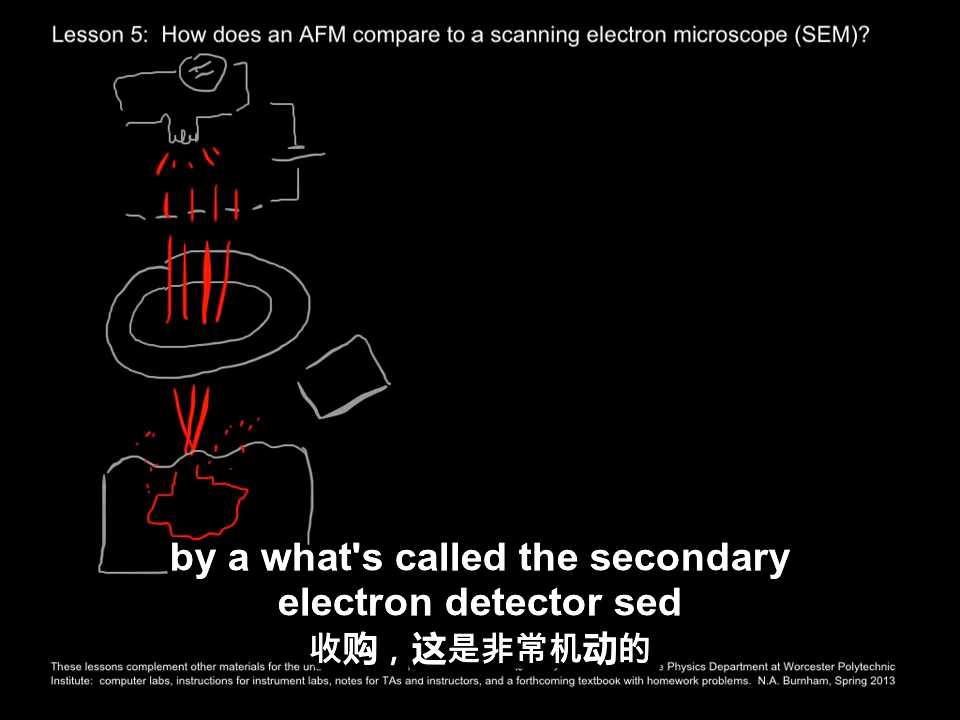 Lesson 5:  How does an AFM compare to a scanning electron microscope (SEM)?
by a what's called the secondary
electron detector sed
收购，这是非常机动的
These lessons complement other materials for the un Physics Department at Worcester Polytechnic
Institute:  computer labs, instructions for instrument labs, notes for TAs and instructors, and a forthcoming textbook with homework problems.  N.A. Burnham, Spring 2013